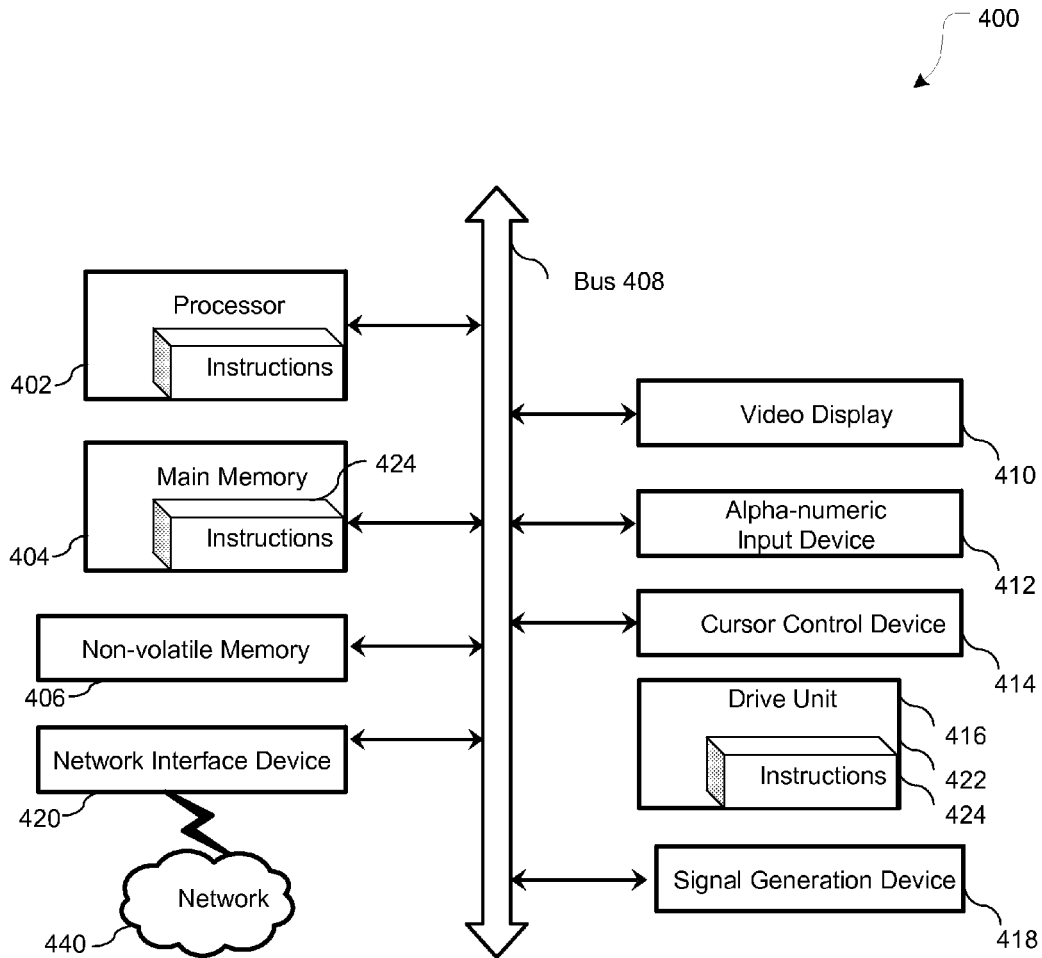 400
Bus 408
Processor
Instructions
402
Main Memory
424
Instructions
404
Non-volatile Memory
406
Network Interface Device
420
Network
440
Video Display
410
Alpha-numeric
Input Device
412
Cursor Control Device
414
Drive Unit
416
Instructions
422
424
Signal Generation Device
418